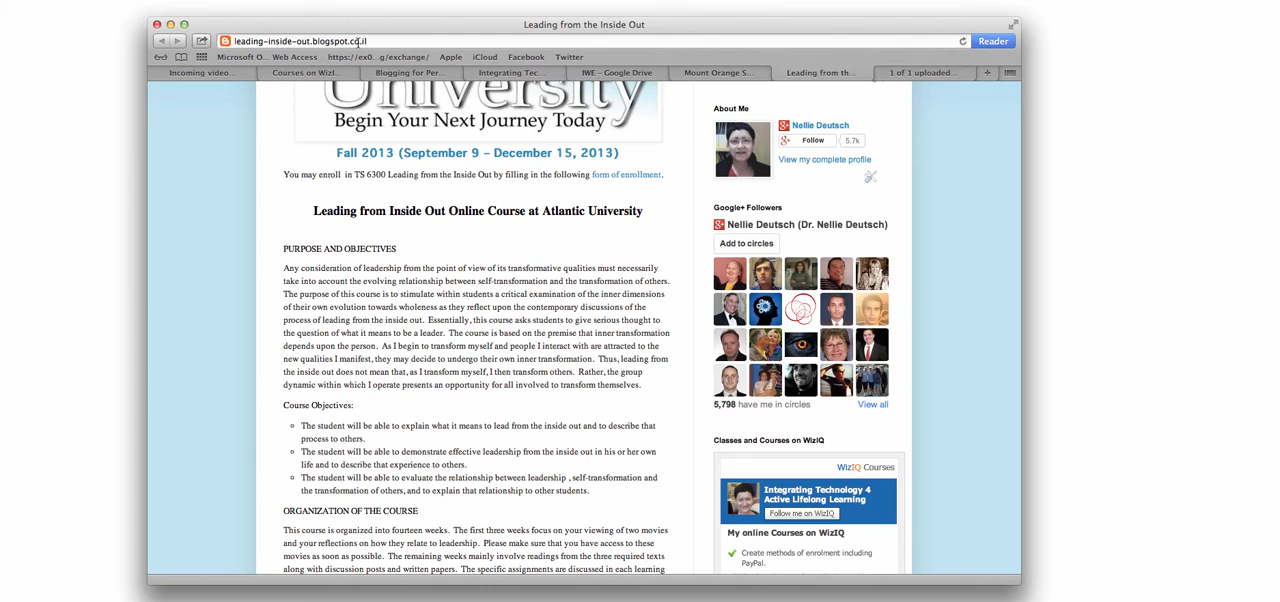 Leading from the Inside Out
leading-inside-out.blogspot.co.il
Reader
Microsoft O... Web Access
https://ex0...g/exchange/
Apple
iCloud
Facebook
Twitter
Incoming video...
Courses on WizI...
Blogging for Per...
Integrating Tec...
IWE – Google Drive
Mount Orange S...
Leading from th...
1 of 1 uploaded...
University
Begin Your Next Journey Today
Fall 2013 (September 9 – December 15, 2013)
You may enroll in TS 6300 Leading from the Inside Out by filling in the following form of enrollment.
Leading from Inside Out Online Course at Atlantic University
PURPOSE AND OBJECTIVES
Any consideration of leadership from the point of view of its transformative qualities must necessarily
take into account the evolving relationship between self-transformation and the transformation of others.
The purpose of this course is to stimulate within students a critical examination of the inner dimensions
of their own evolution towards wholeness as they reflect upon the contemporary discussions of the
process of leading from the inside out. Essentially, this course asks students to give serious thought to
the question of what it means to be a leader. The course is based on the premise that inner transformation
depends upon the person. As I begin to transform myself and people I interact with are attracted to the
new qualities I manifest, they may decide to undergo their own inner transformation. Thus, leading from
the inside out does not mean that, as I transform myself, I then transform others. Rather, the group
dynamic within which I operate presents an opportunity for all involved to transform themselves.
Course Objectives:
The student will be able to explain what it means to lead from the inside out and to describe that
process to others.
The student will be able to demonstrate effective leadership from the inside out in his or her own
life and to describe that experience to others.
The student will be able to evaluate the relationship between leadership , self-transformation and
the transformation of others, and to explain that relationship to other students.
ORGANIZATION OF THE COURSE
This course is organized into fourteen weeks. The first three weeks focus on your viewing of two movies
and your reflections on how they relate to leadership. Please make sure that you have access to these
movies as soon as possible. The remaining weeks mainly involve readings from the three required texts
along with discussion posts and written papers. The specific assignments are discussed in each learning
About Me
Nellie Deutsch
Follow
5.7k
View my complete profile
Google+ Followers
Nellie Deutsch (Dr. Nellie Deutsch)
Add to circles
5,798 have me in circles
View all
Classes and Courses on WizIQ
WizIQ Courses
Integrating Technology 4
Active Lifelong Learning
Follow me on WizIQ
My online Courses on WizIQ
Create methods of enrolment including
PayPal.